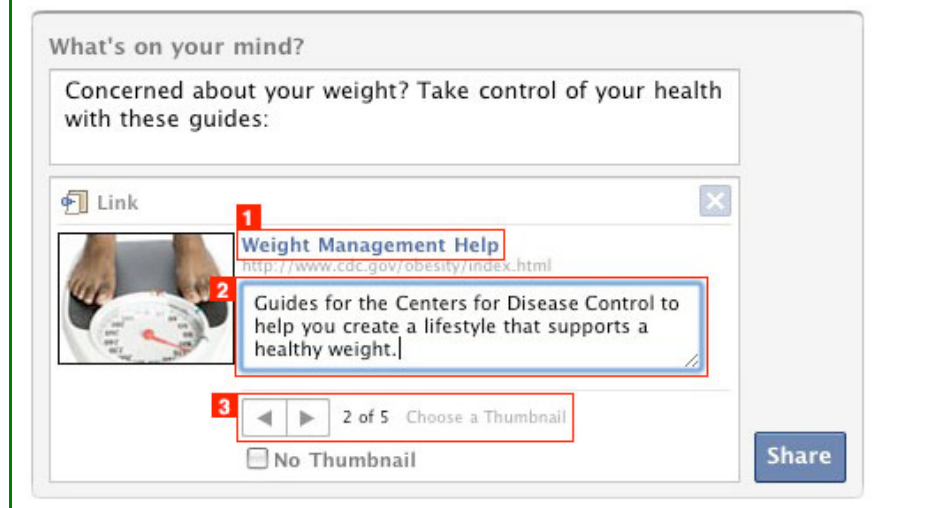 What's on your mind?
Concerned about your weight? Take control of your health
with these guides:
Link
1
Weight Management Help
http://www.cdc.gov/obesity/index.html
2
Guides for the Centers for Disease Control to
help you create a lifestyle that supports a
healthy weight.
3
2 of 5 Choose a Thumbnail
No Thumbnail
Share